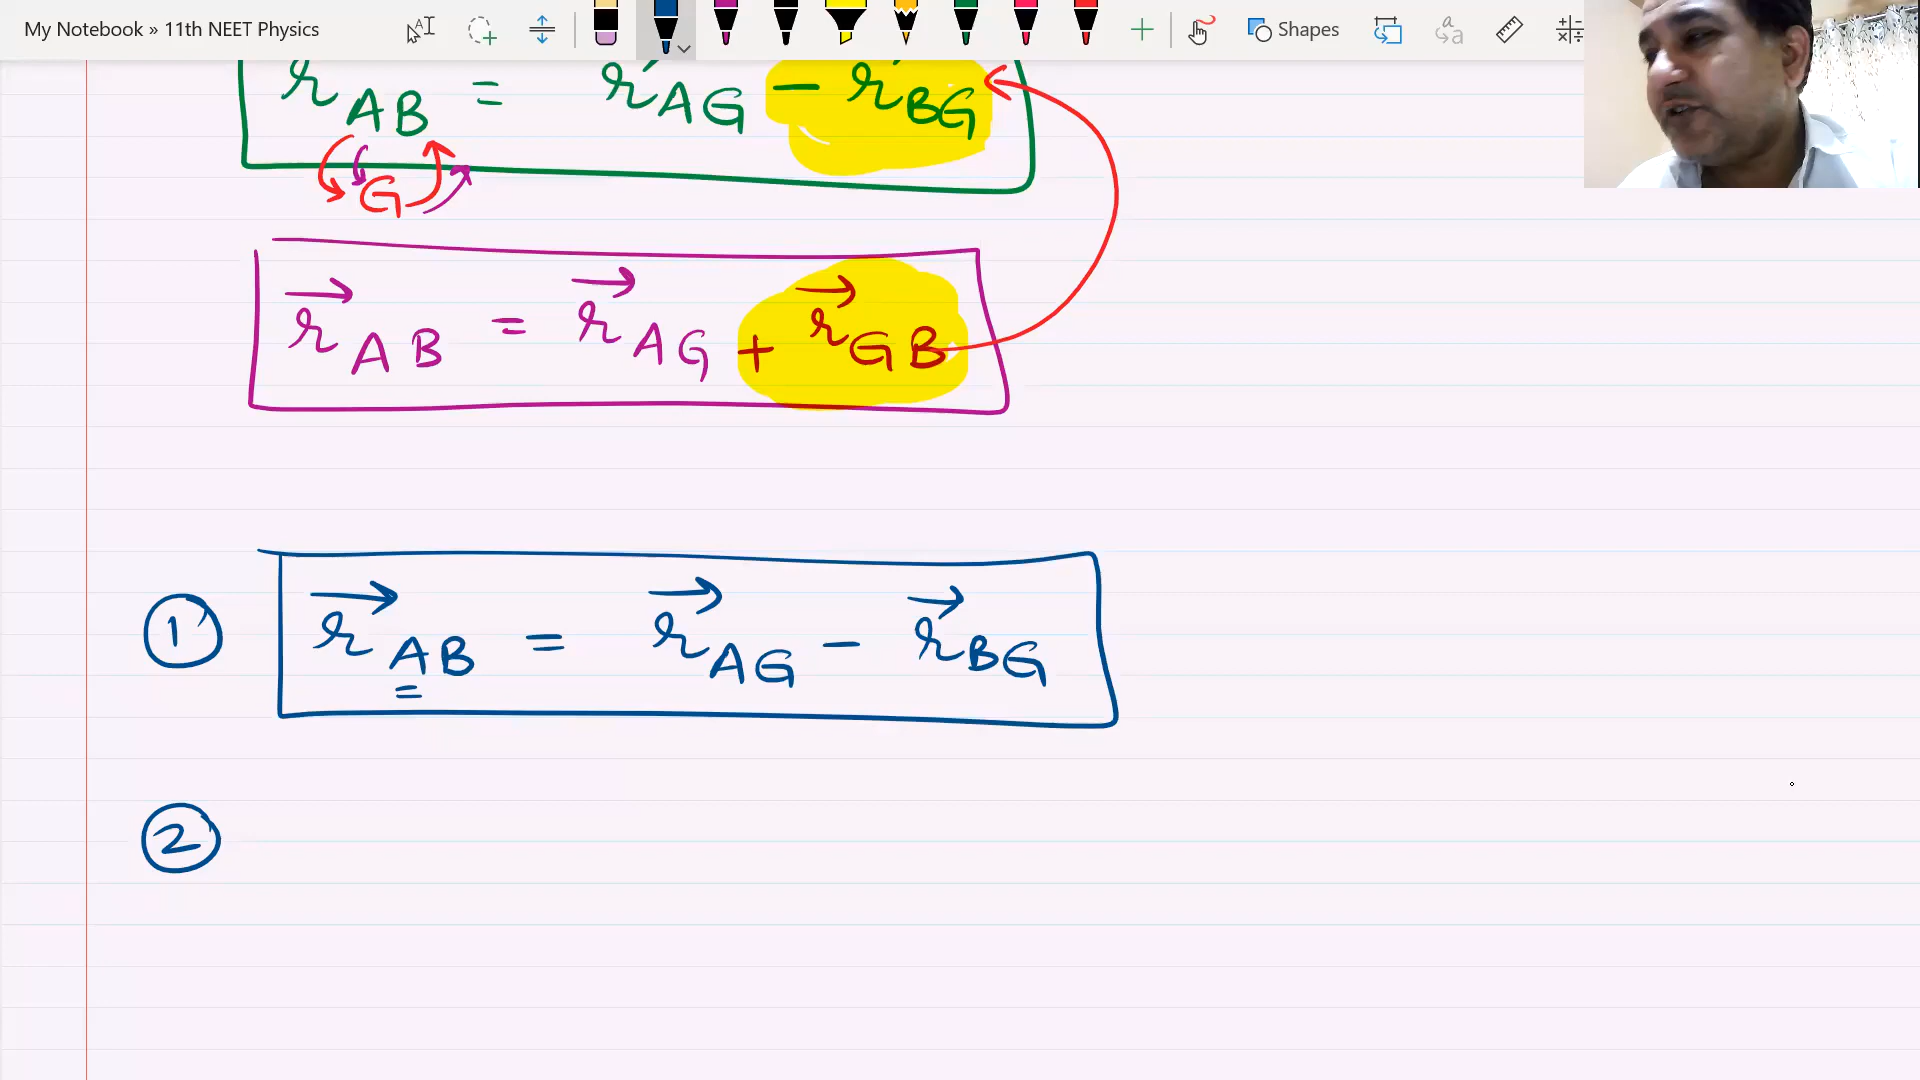 My Notebook » 11th NEET Physics
Shapes
r AB = r AG − r BG
G
r⃗ AB = r⃗ AG + r⃗ GB
① r⃗ AB = r⃗ AG − r⃗ BG
②